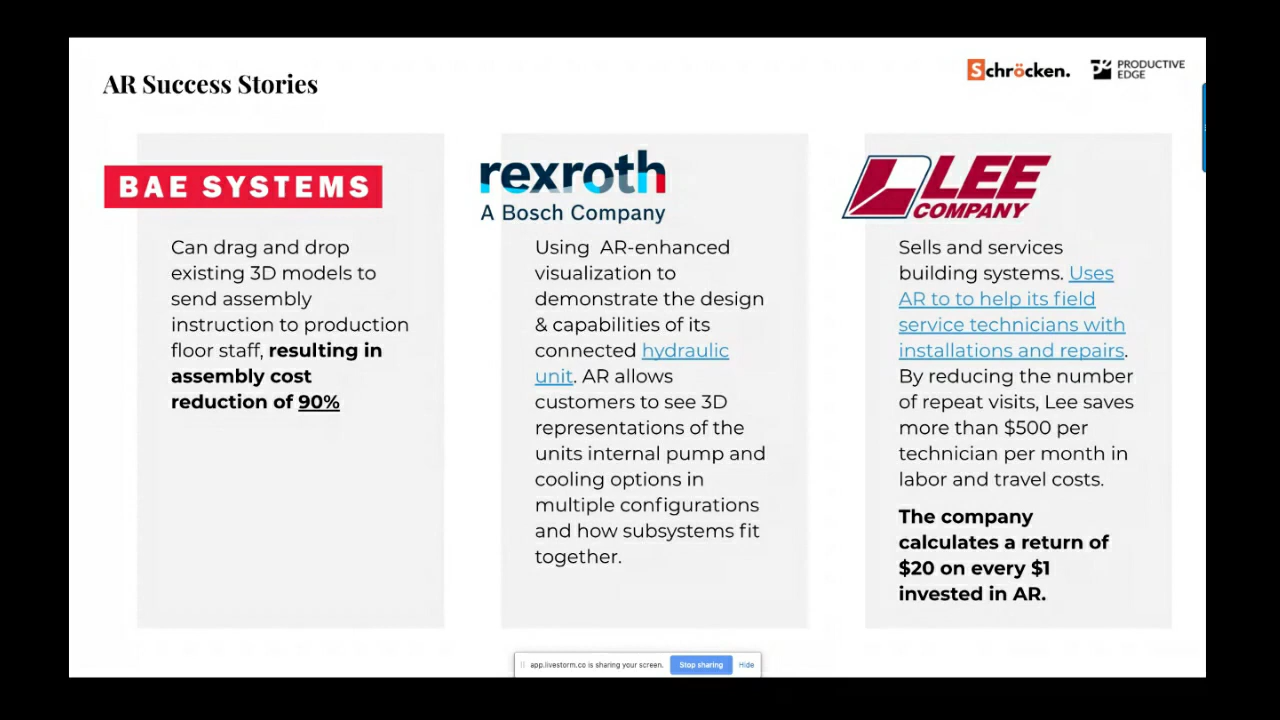 AR Success Stories
Schröcken.
PRODUCTIVE
EDGE
BAE SYSTEMS
Can drag and drop
existing 3D models to
send assembly
instruction to production
floor staff, resulting in
assembly cost
reduction of 90%
rexroth
A Bosch Company
Using AR-enhanced
visualization to
demonstrate the design
& capabilities of its
connected hydraulic
unit. AR allows
customers to see 3D
representations of the
units internal pump and
cooling options in
multiple configurations
and how subsystems fit
together.
LEE
COMPANY
Sells and services
building systems. Uses
AR to to help its field
service technicians with
installations and repairs.
By reducing the number
of repeat visits, Lee saves
more than $500 per
technician per month in
labor and travel costs.
The company
calculates a return of
$20 on every $1
invested in AR.
app.livestorm.co is sharing your screen. Stop sharing Hide